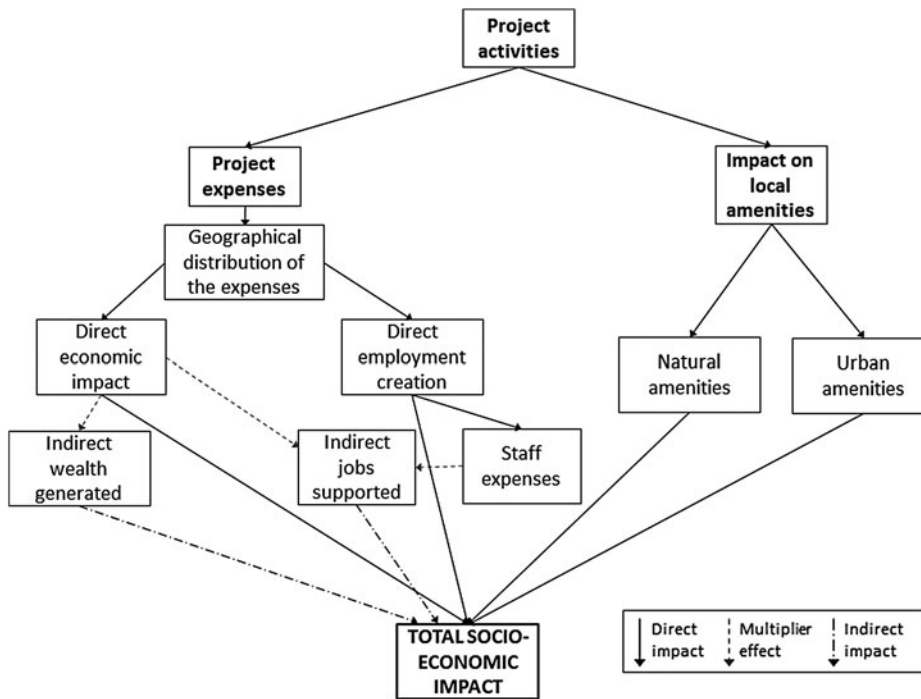 Project
activities
Project
expenses
Impact on
local
amenities
Geographical
distribution of
the expenses
Direct
economic
impact
Direct
employment
creation
Natural
amenities
Urban
amenities
Indirect
wealth
generated
Indirect
jobs
supported
Staff
expenses
TOTAL SOCIO-
ECONOMIC
IMPACT
Direct
impact
Multiplier
effect
Indirect
impact